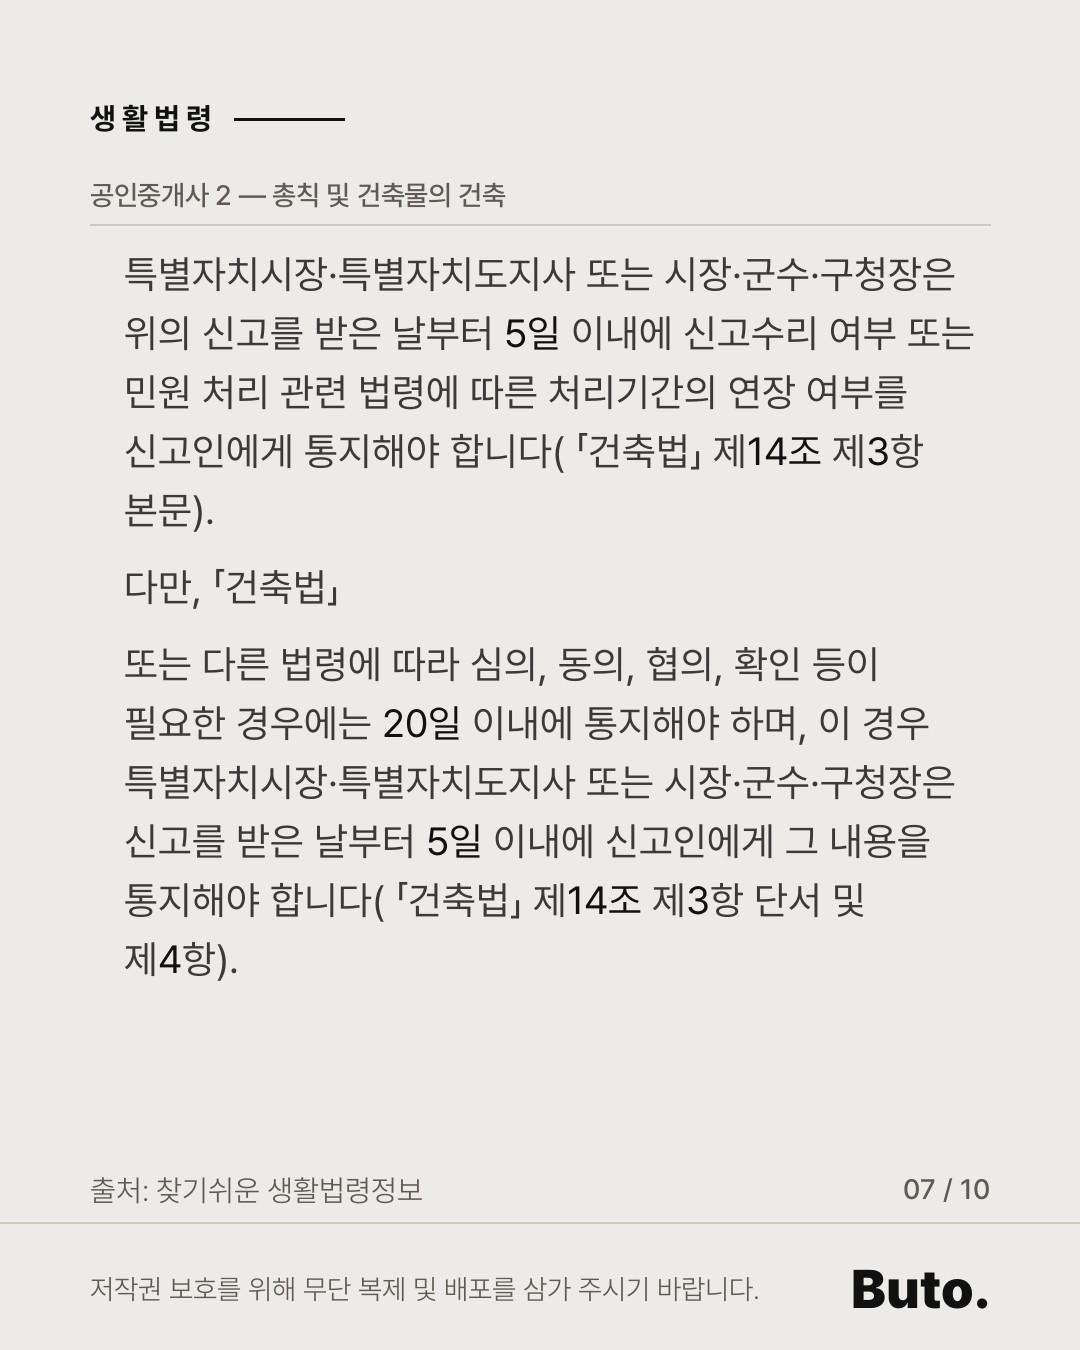 생활법령
공인중개사 2 — 총칙 및 건축물의 건축
특별자치시장·특별자치도지사 또는 시장·군수·구청장은
위의 신고를 받은 날부터 5일 이내에 신고수리 여부 또는
민원 처리 관련 법령에 따른 처리기간의 연장 여부를
신고인에게 통지해야 합니다( 「건축법」 제14조 제3항
본문).
다만, 「건축법」
또는 다른 법령에 따라 심의, 동의, 협의, 확인 등이
필요한 경우에는 20일 이내에 통지해야 하며, 이 경우
특별자치시장·특별자치도지사 또는 시장·군수·구청장은
신고를 받은 날부터 5일 이내에 신고인에게 그 내용을
통지해야 합니다( 「건축법」 제14조 제3항 단서 및
제4항).
출처: 찾기쉬운 생활법령정보
07 / 10
저작권 보호를 위해 무단 복제 및 배포를 삼가 주시기 바랍니다.
Buto.